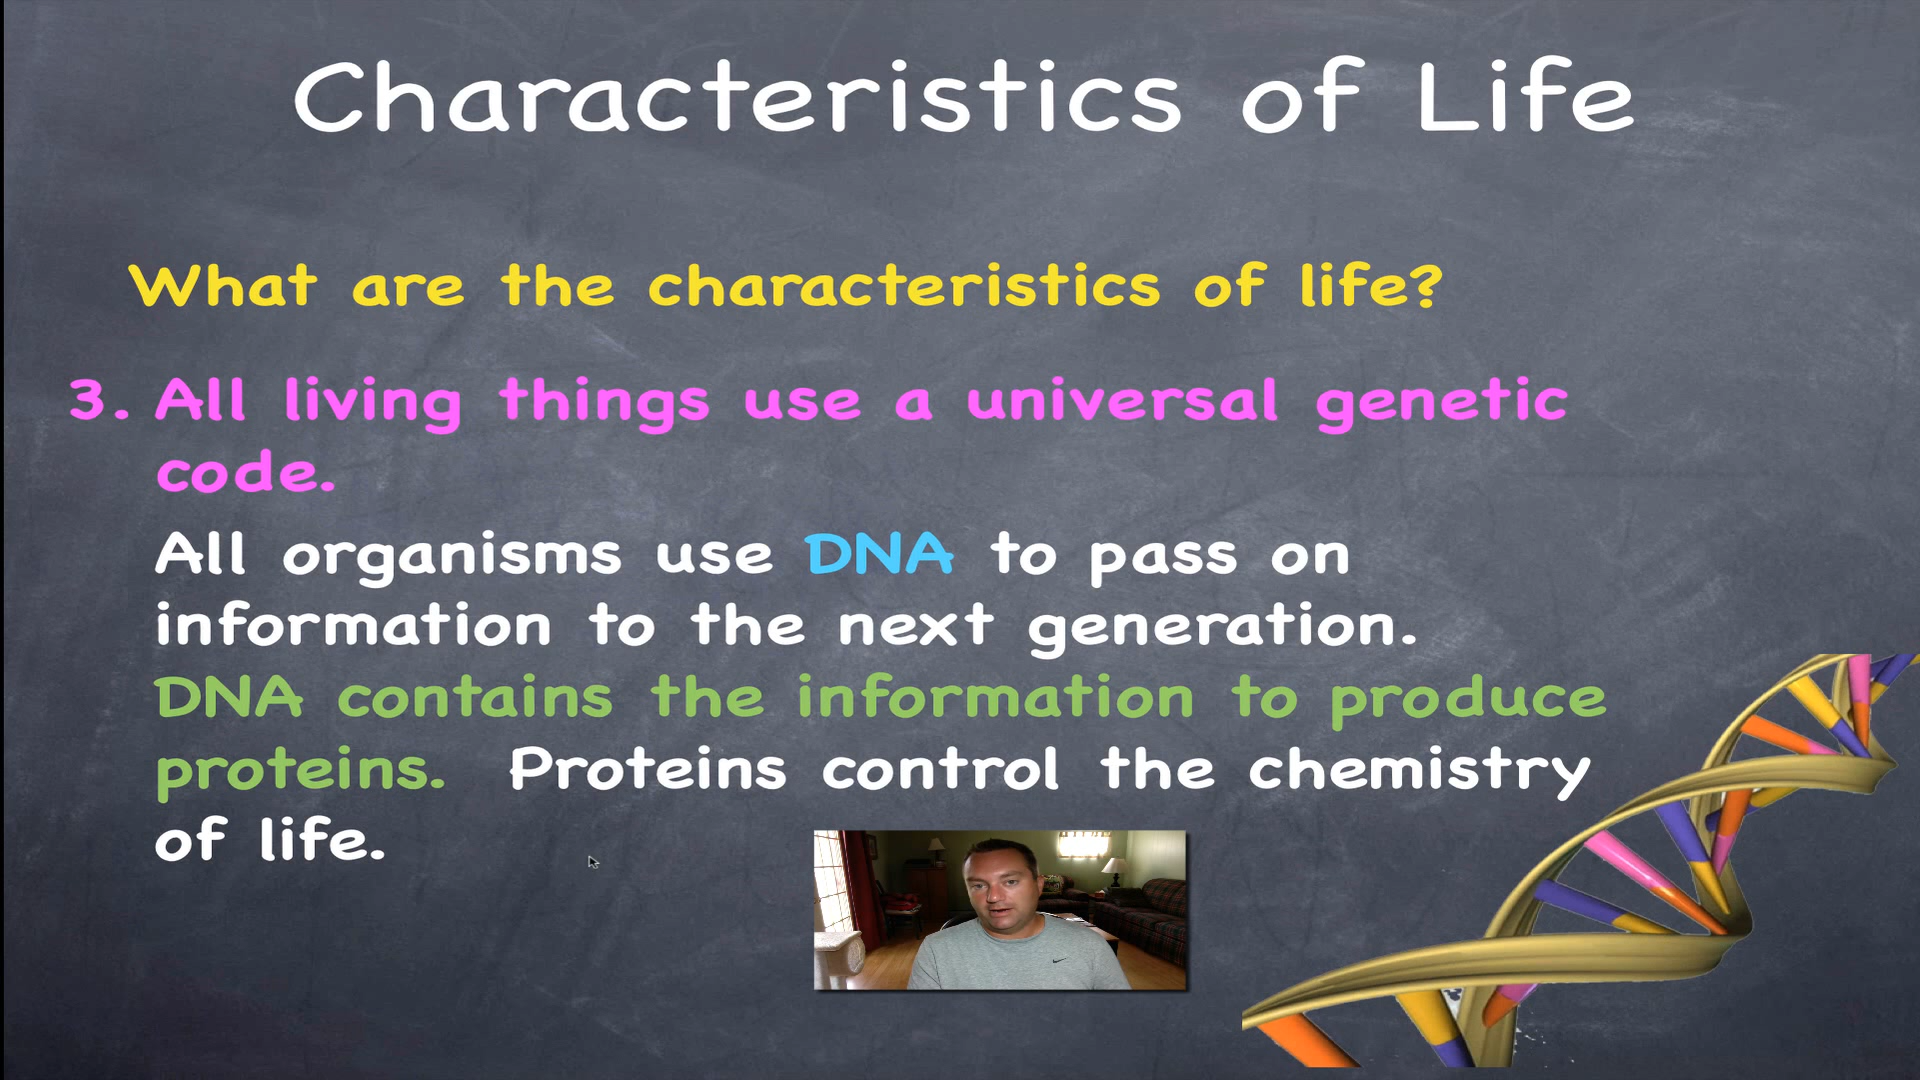 Characteristics of Life
What are the characteristics of life?
3. All living things use a universal genetic
code.
All organisms use DNA to pass on
information to the next generation.
DNA contains the information to produce
proteins. Proteins control the chemistry
of life.